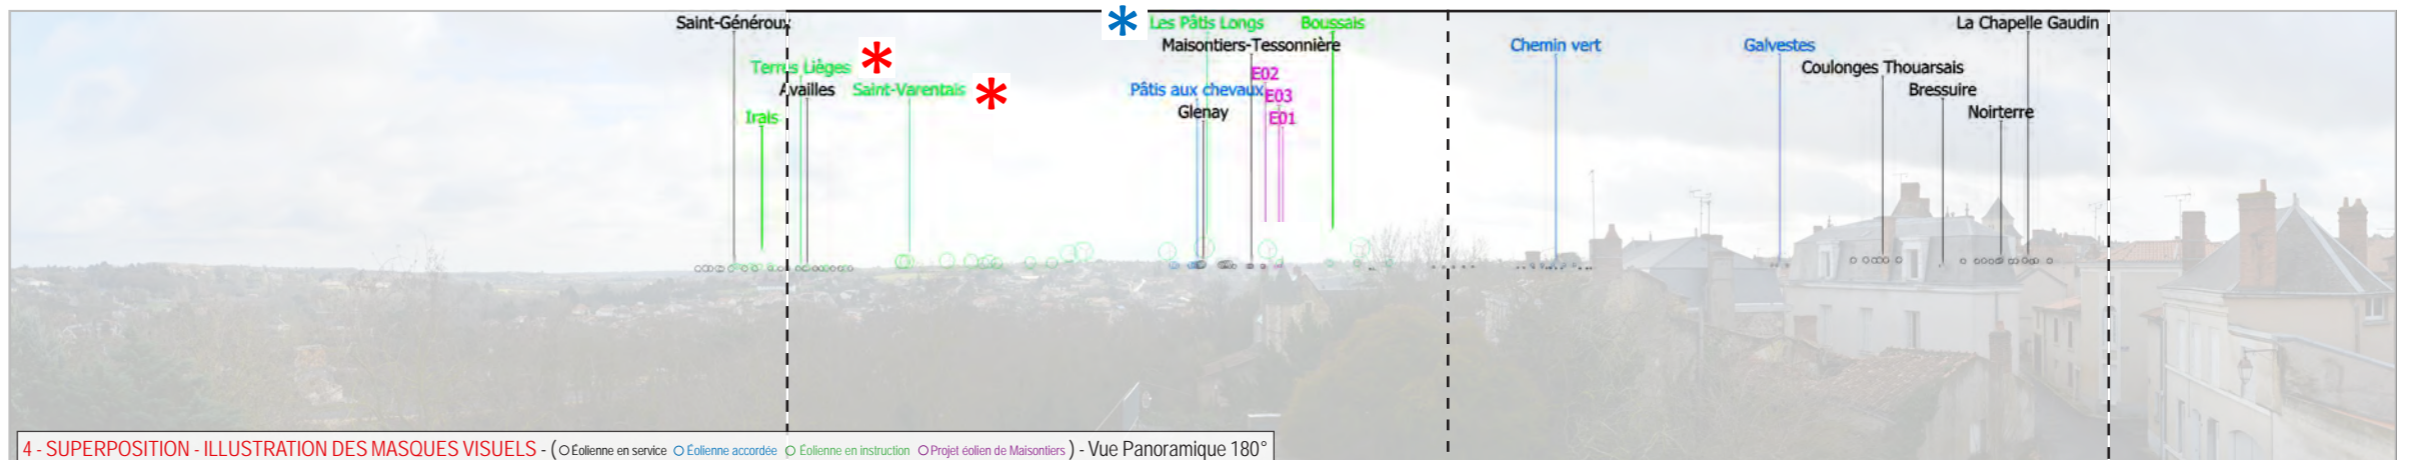 Saint-Généroux
Les Pâtis Longs
Boussais
La Chapelle Gaudin
Maisontiers-Tessonnière
Chemin vert
Galvestes
Terres Lièges
E02
Coulonges Thouarsais
Availles
Saint-Varentais
Pâtis aux chevaux
E03
Bressuire
Irais
Glenay
E01
Noirterre
4 - SUPERPOSITION - ILLUSTRATION DES MASQUES VISUELS - ( Éolienne en service Éolienne accordée Éolienne en instruction Projet éolien de Maisontiers ) - Vue Panoramique 180°